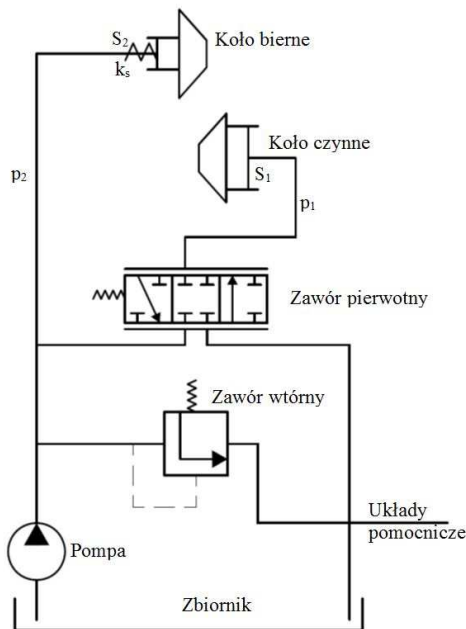 S₂
Koło bierne
kₛ
Koło czynne
p₂
S₁
p₁
Zawór pierwotny
Zawór wtórny
Układy
pomocnicze
Pompa
Zbiornik